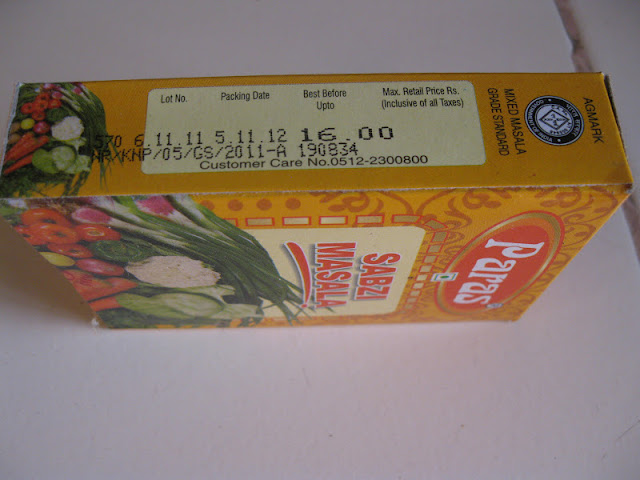 Lot No. Packing Date Best Before Upto Max. Retail Price Rs. (Inclusive of all Taxes)
570 6.11.11 5.11.12 16.00
NR/KNP/05/GS/2011-A 190834
Customer Care No.0512-2300800
MIXED MASALA
GRADE STANDARD
AGMARK
Paras
SABZI
MASALA